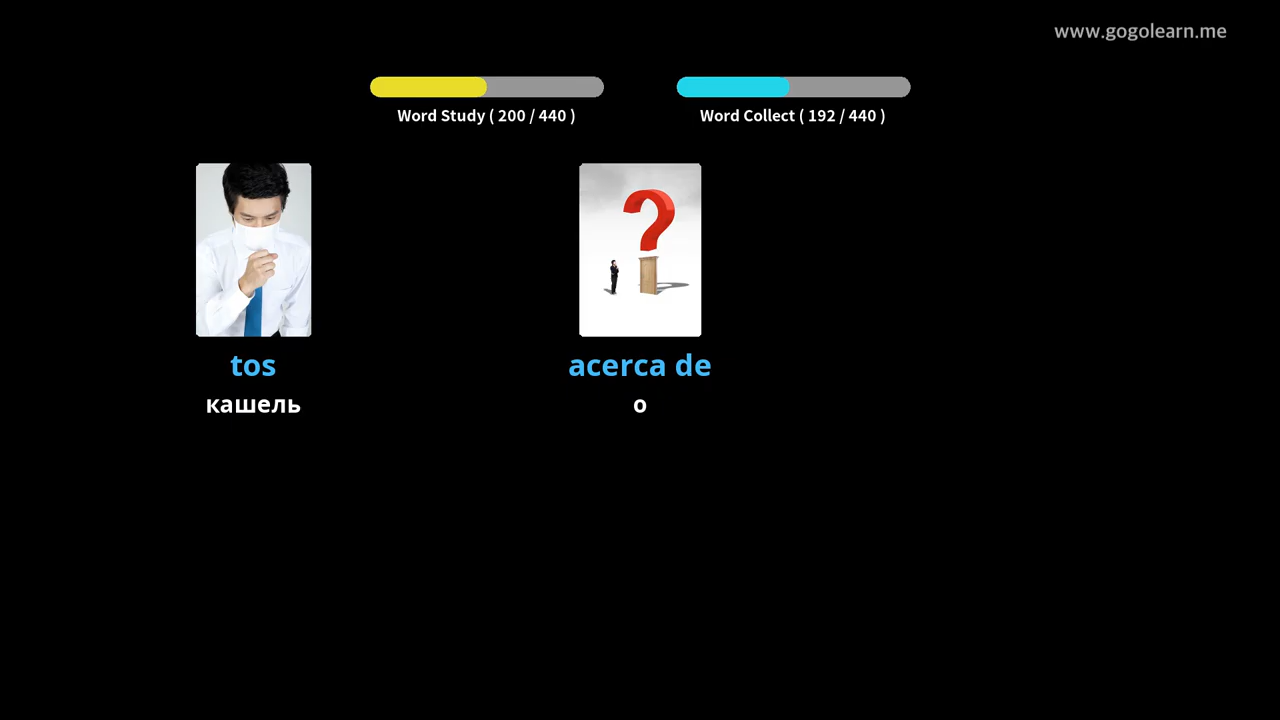 www.gogolearn.me
Word Study ( 200 / 440 )
Word Collect ( 192 / 440 )
tos
acerca de
кашель
о